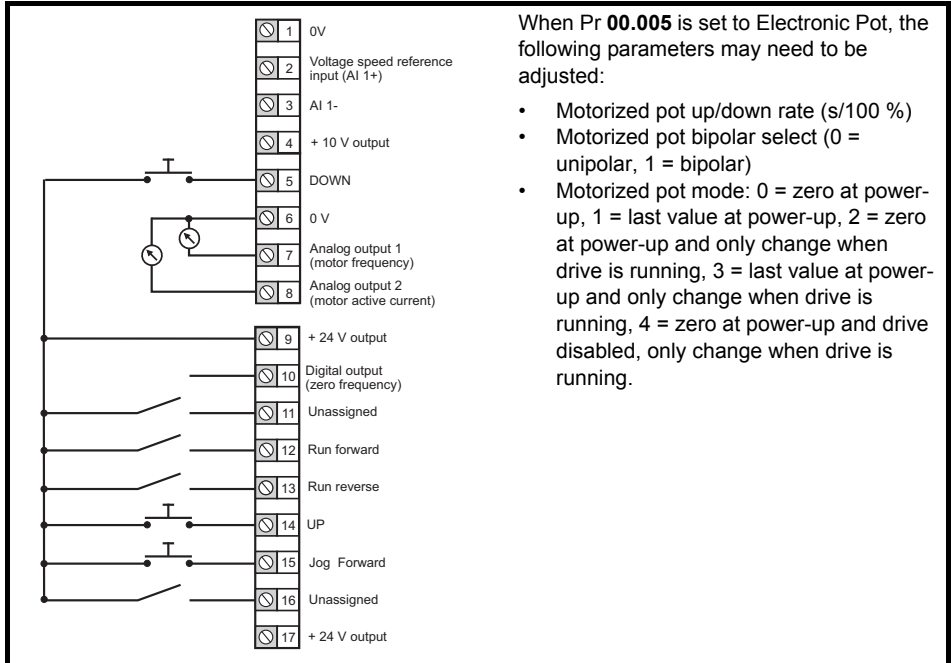 1 0V
2 Voltage speed reference
input (AI 1+)
3 AI 1-
4 + 10 V output
5 DOWN
6 0 V
7 Analog output 1
(motor frequency)
8 Analog output 2
(motor active current)
9 + 24 V output
10 Digital output
(zero frequency)
11 Unassigned
12 Run forward
13 Run reverse
14 UP
15 Jog Forward
16 Unassigned
17 + 24 V output
When Pr 00.005 is set to Electronic Pot, the
following parameters may need to be
adjusted:
• Motorized pot up/down rate (s/100 %)
• Motorized pot bipolar select (0 =
unipolar, 1 = bipolar)
• Motorized pot mode: 0 = zero at power-
up, 1 = last value at power-up, 2 = zero
at power-up and only change when
drive is running, 3 = last value at power-
up and only change when drive is
running, 4 = zero at power-up and drive
disabled, only change when drive is
running.